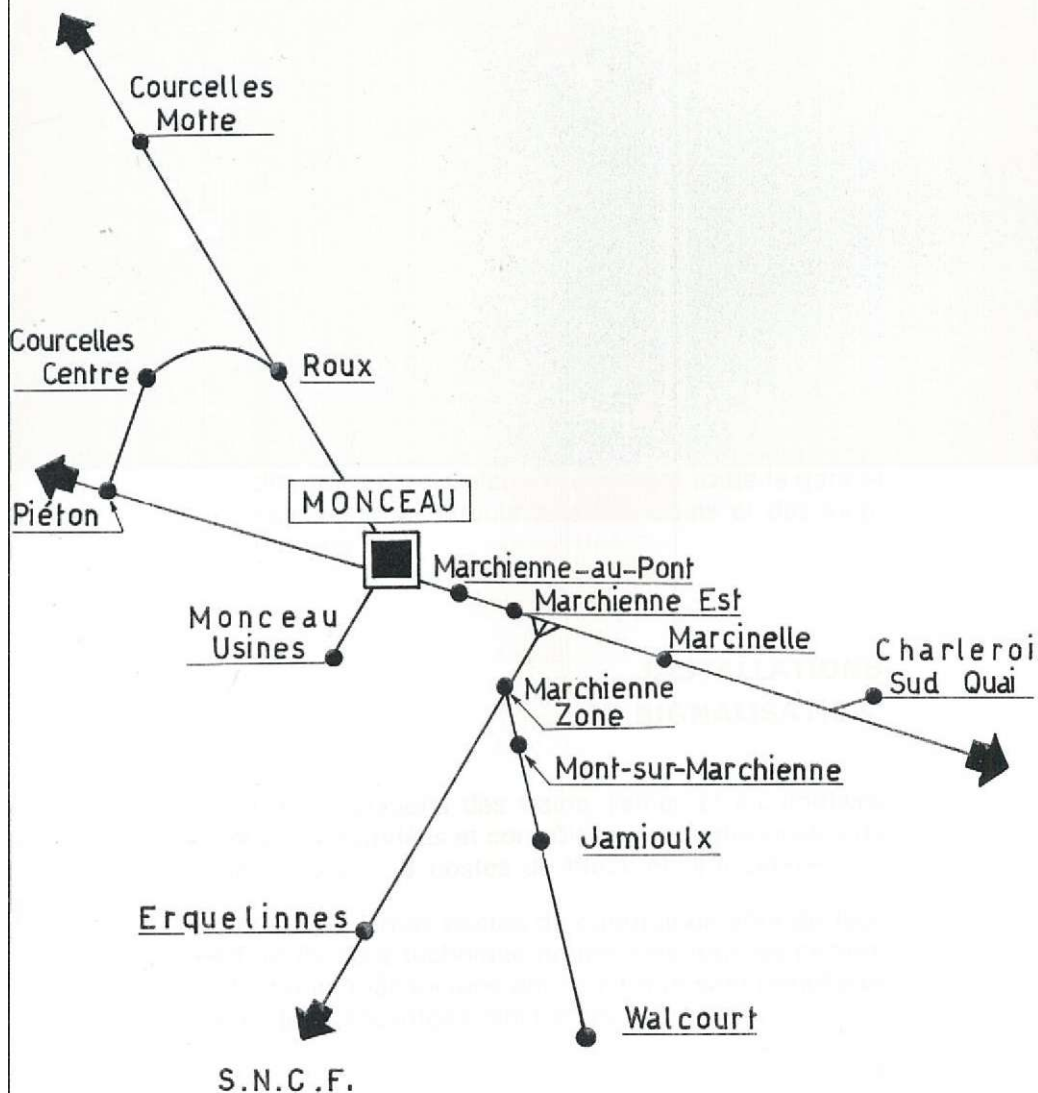 Courcelles
Motte
Courcelles
Centre
Roux
MONCEAU
Piéton
Marchienne-au-Pont
Marchienne Est
Monceau
Usines
Marcinelle
Charleroi
Sud Quai
Marchienne
Zone
Mont-sur-Marchienne
Jamioulx
Erquelinnes
Walcourt
S.N.C.F.